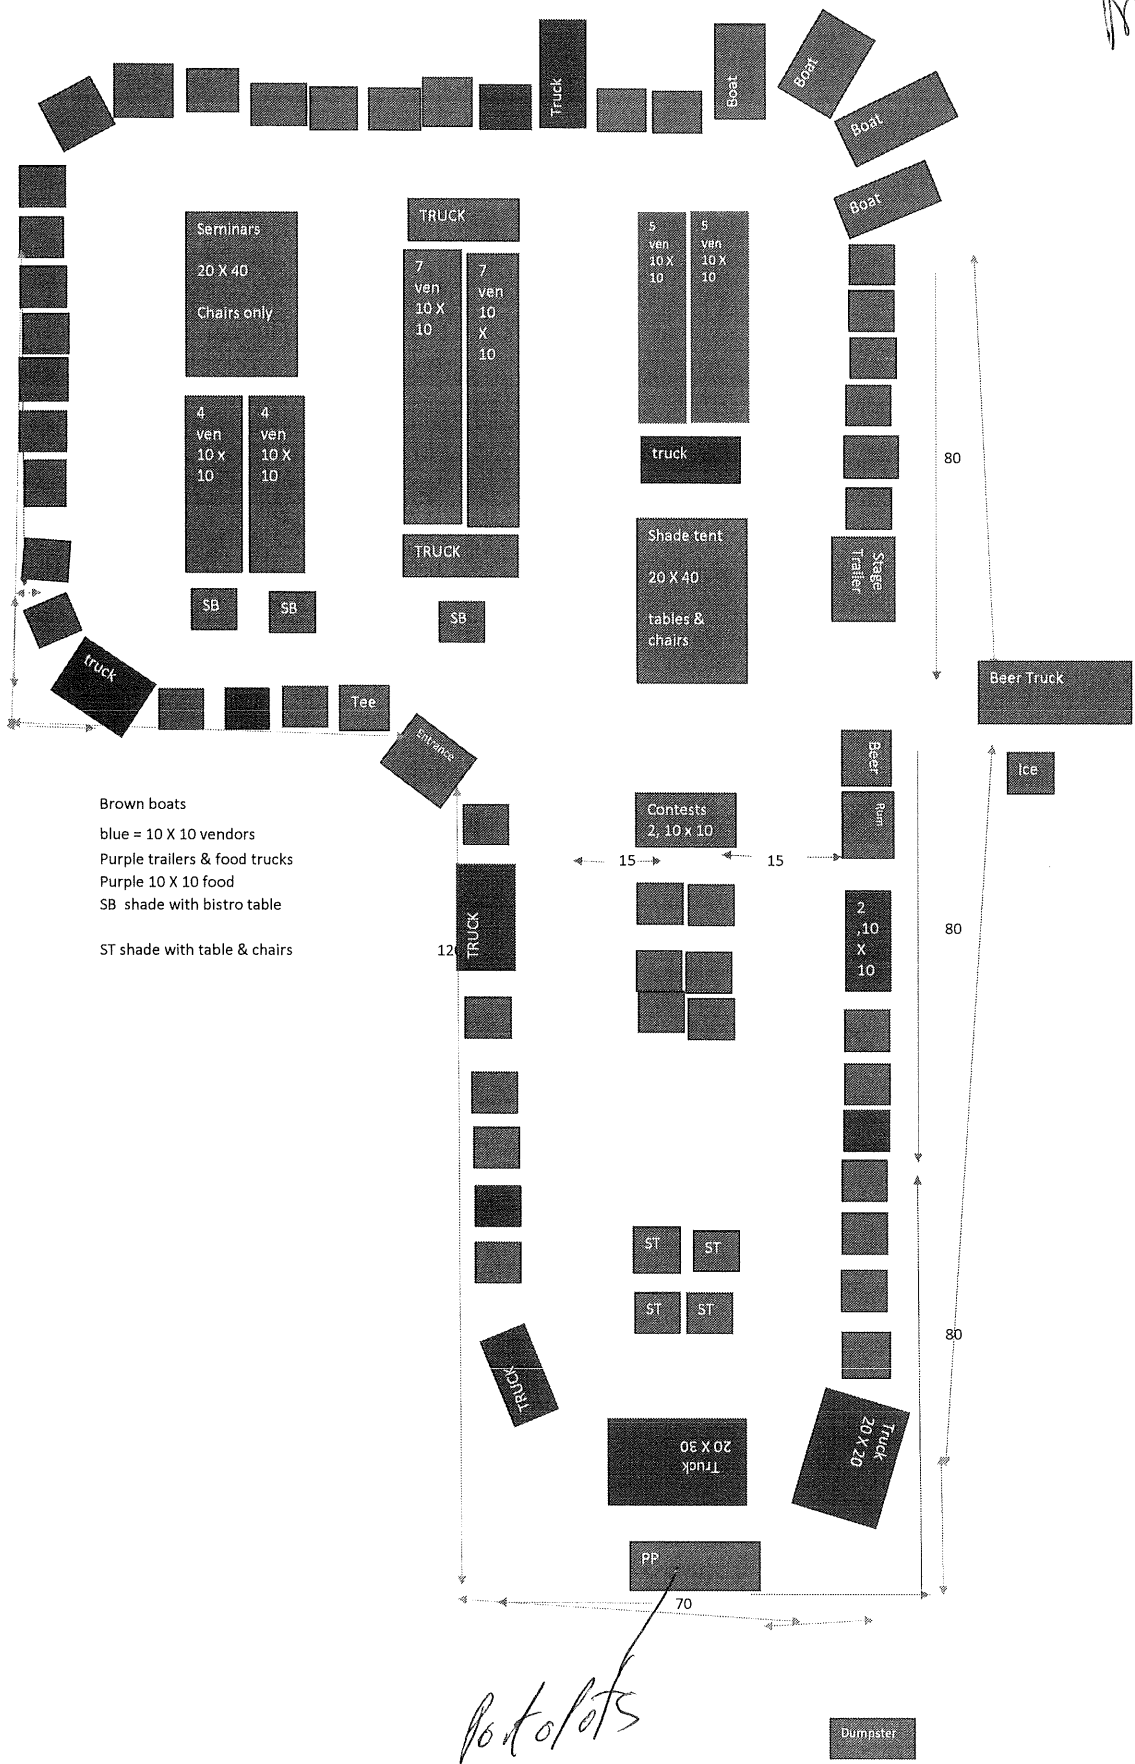 Truck
Boat
Boat
Boat
Boat
Seminars
20 X 40
Chairs only
TRUCK
7
ven
10 X
10
7
ven
10
X
10
5
ven
10 X
10
5
ven
10 X
10
4
ven
10 x
10
4
ven
10 X
10
truck
80
TRUCK
Shade tent
20 X 40
tables &
chairs
Stage
Trailer
SB
SB
SB
truck
Tee
Beer Truck
Entrance
Beer
Ice
Brown boats
blue = 10 X 10 vendors
Purple trailers & food trucks
Purple 10 X 10 food
SB shade with bistro table
ST shade with table & chairs
Contests
2, 10 x 10
Rum
15
15
TRUCK
2
,10
X
10
80
ST
ST
ST
ST
80
TRUCK
Truck
20 X 30
Truck
20 X 20
PP
70
Portolots
Dumpster